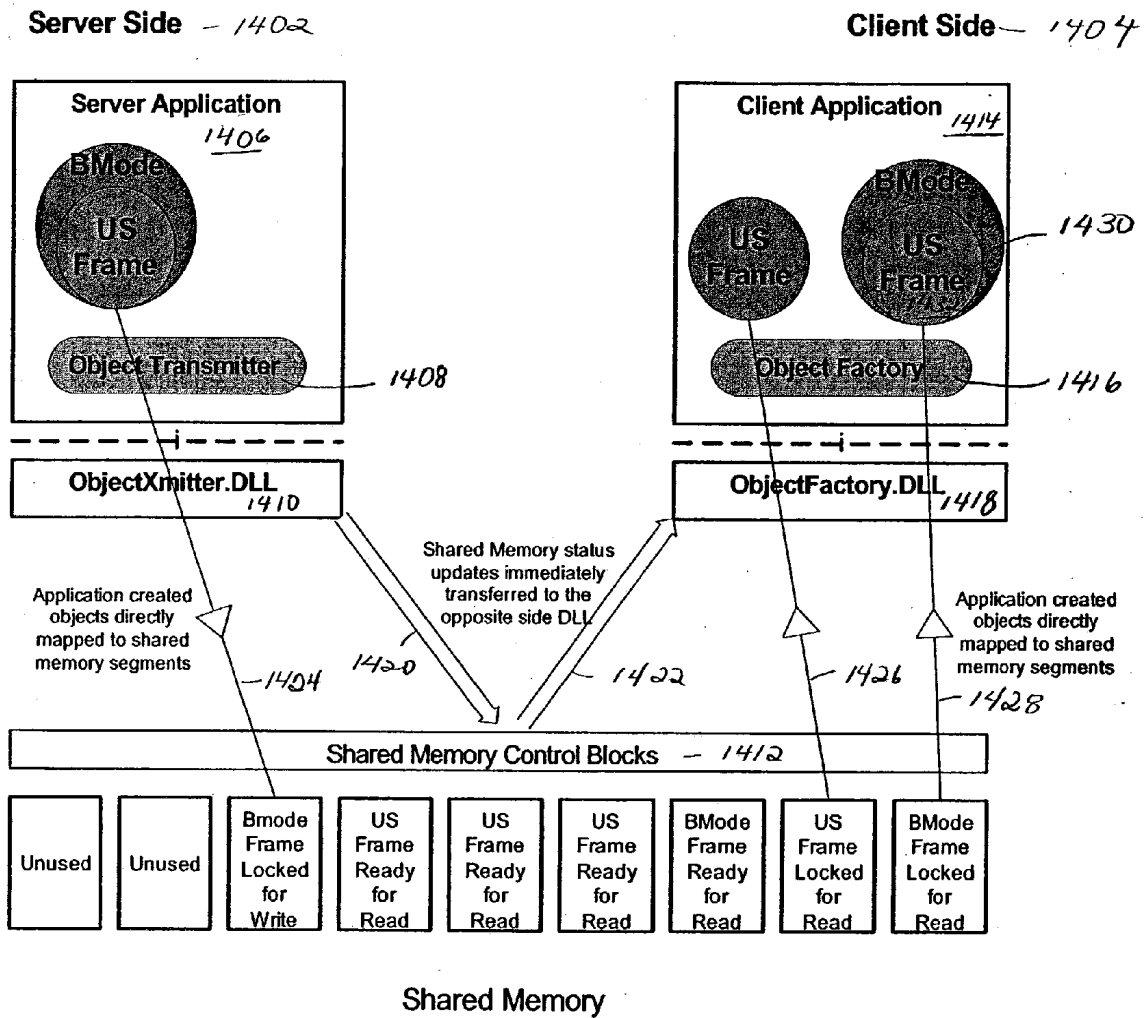 Server Side - 1402
Client Side - 1404
Server Application
1406
BMode
US
Frame
Object Transmitter
1408
ObjectXmitter.DLL
1410
Client Application
1414
US
Frame
BMode
US
Frame
1432
1430
Object Factory
1416
ObjectFactory.DLL
1418
Shared Memory status
updates immediately
transferred to the
opposite side DLL
Application created
objects directly
mapped to shared
memory segments
1424
1420
1422
1426
Application created
objects directly
mapped to shared
memory segments
1428
Shared Memory Control Blocks - 1412
Unused
Unused
Bmode
Frame
Locked
for
Write
US
Frame
Ready
for
Read
US
Frame
Ready
for
Read
US
Frame
Ready
for
Read
BMode
Frame
Ready
for
Read
US
Frame
Locked
for
Read
BMode
Frame
Locked
for
Read
Shared Memory